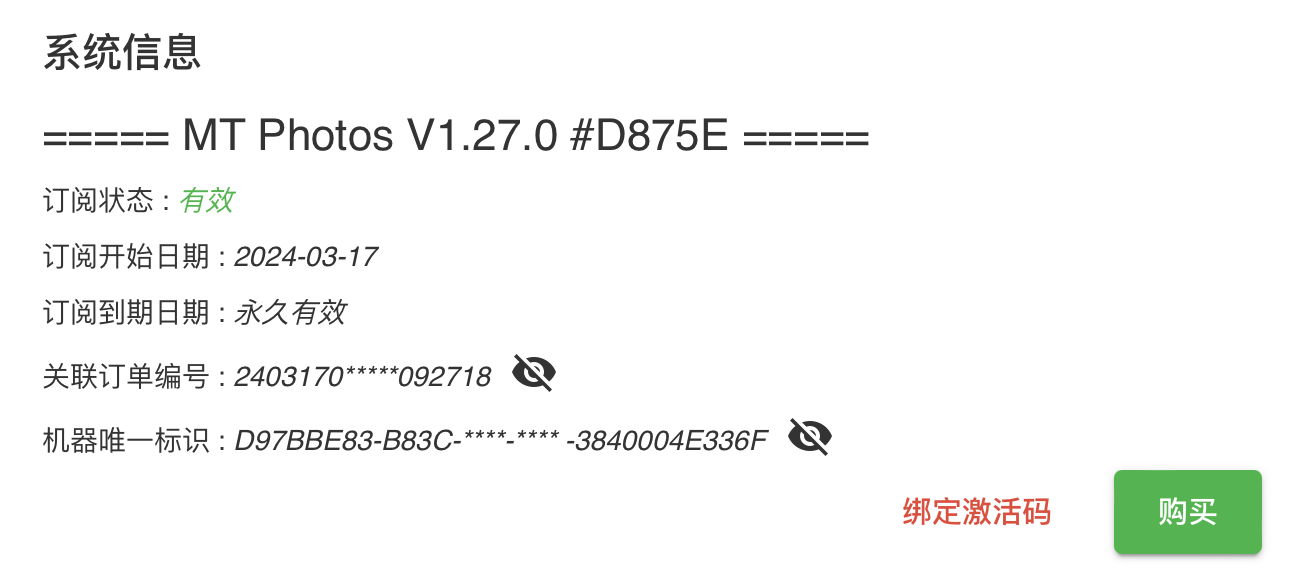 系统信息
===== MT Photos V1.27.0 #D875E =====
订阅状态 : 有效
订阅开始日期 : 2024-03-17
订阅到期日期 : 永久有效
关联订单编号 : 2403170*****092718
机器唯一标识 : D97BBE83-B83C-****-**** -3840004E336F
绑定激活码 购买